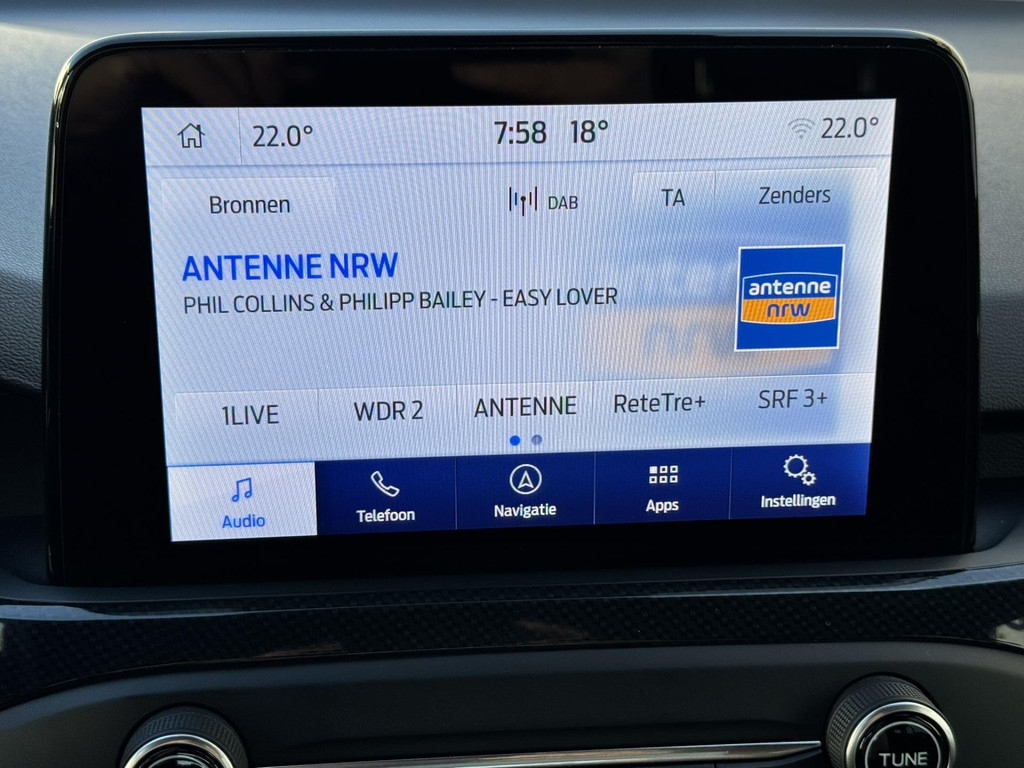 22.0° 7:58 18° 22.0°
Bronnen DAB TA Zenders
ANTENNE NRW
PHIL COLLINS & PHILIPP BAILEY - EASY LOVER
antenne
nrw
1LIVE WDR 2 ANTENNE ReteTre+ SRF 3+
Audio Telefoon Navigatie Apps Instellingen
TUNE